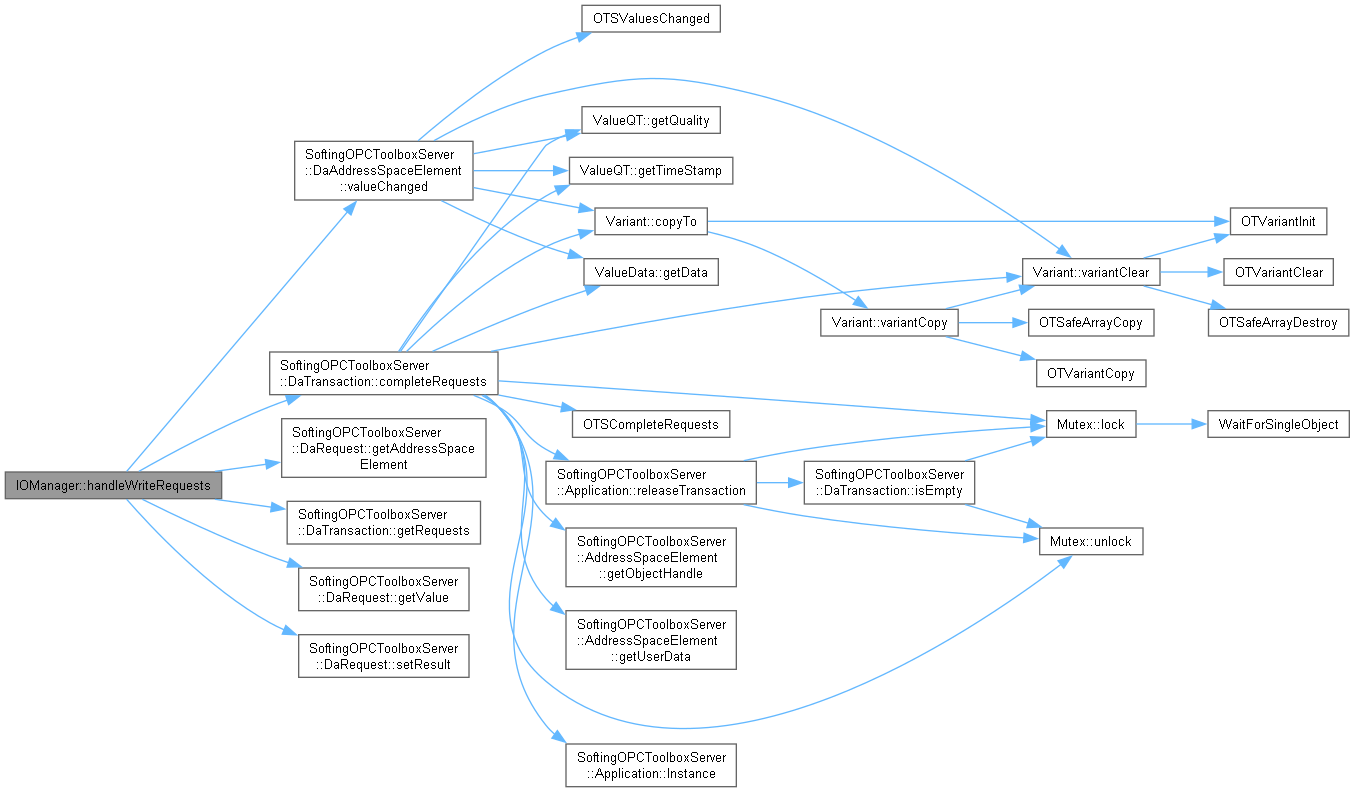 OTSValuesChanged
ValueQT::getQuality
SoftingOPCToolboxServer
::DaAddressSpaceElement
::valueChanged
ValueQT::getTimeStamp
Variant::copyTo
OTVariantInit
ValueData::getData
Variant::variantClear
OTVariantClear
Variant::variantCopy
OTSafeArrayCopy
OTSafeArrayDestroy
SoftingOPCToolboxServer
::DaTransaction::completeRequests
OTVariantCopy
OTSCompleteRequests
Mutex::lock
WaitForSingleObject
SoftingOPCToolboxServer
::DaRequest::getAddressSpace
Element
IOManager::handleWriteRequests
SoftingOPCToolboxServer
::Application::releaseTransaction
SoftingOPCToolboxServer
::DaTransaction::isEmpty
SoftingOPCToolboxServer
::DaTransaction::getRequests
SoftingOPCToolboxServer
::AddressSpaceElement
::getObjectHandle
Mutex::unlock
SoftingOPCToolboxServer
::DaRequest::getValue
SoftingOPCToolboxServer
::AddressSpaceElement
::getUserData
SoftingOPCToolboxServer
::DaRequest::setResult
SoftingOPCToolboxServer
::Application::Instance